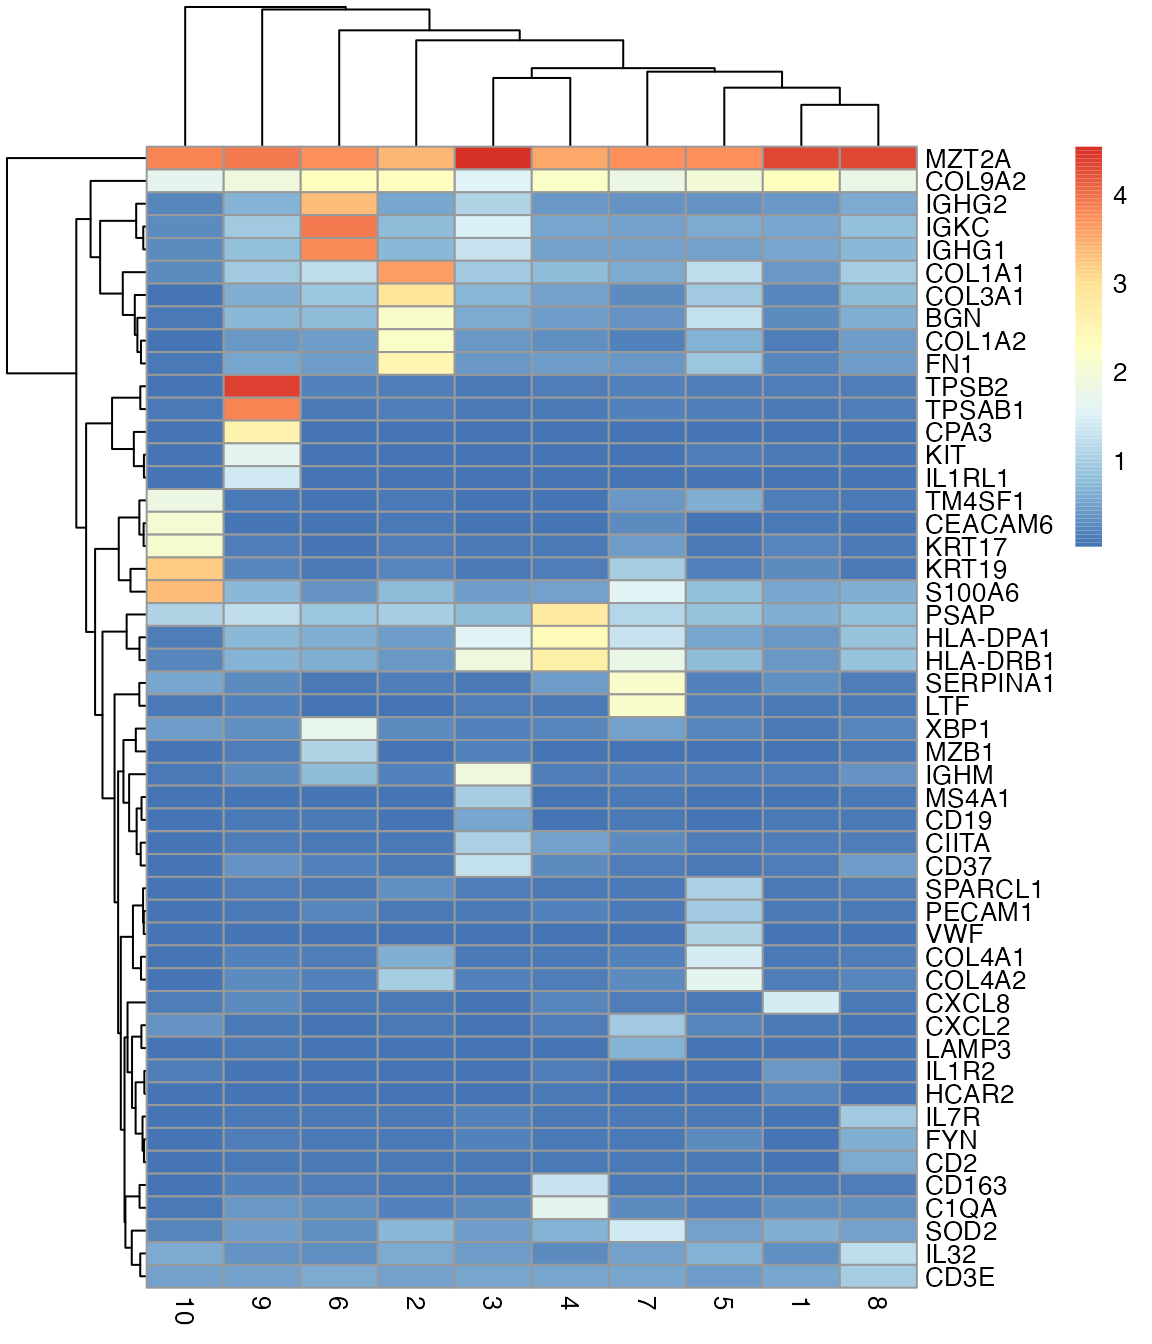 MZT2A
COL9A2
IGHG2
IGKC
IGHG1
COL1A1
COL3A1
BGN
COL1A2
FN1
TPSB2
TPSAB1
CPA3
KIT
IL1RL1
TM4SF1
CEACAM6
KRT17
KRT19
S100A6
PSAP
HLA-DPA1
HLA-DRB1
SERPINA1
LTF
XBP1
MZB1
IGHM
MS4A1
CD19
CIITA
CD37
SPARCL1
PECAM1
VWF
COL4A1
COL4A2
CXCL8
CXCL2
LAMP3
IL1R2
HCAR2
IL7R
FYN
CD2
CD163
C1QA
SOD2
IL32
CD3E
10 9 6 2 3 4 7 5 1 8
4
3
2
1